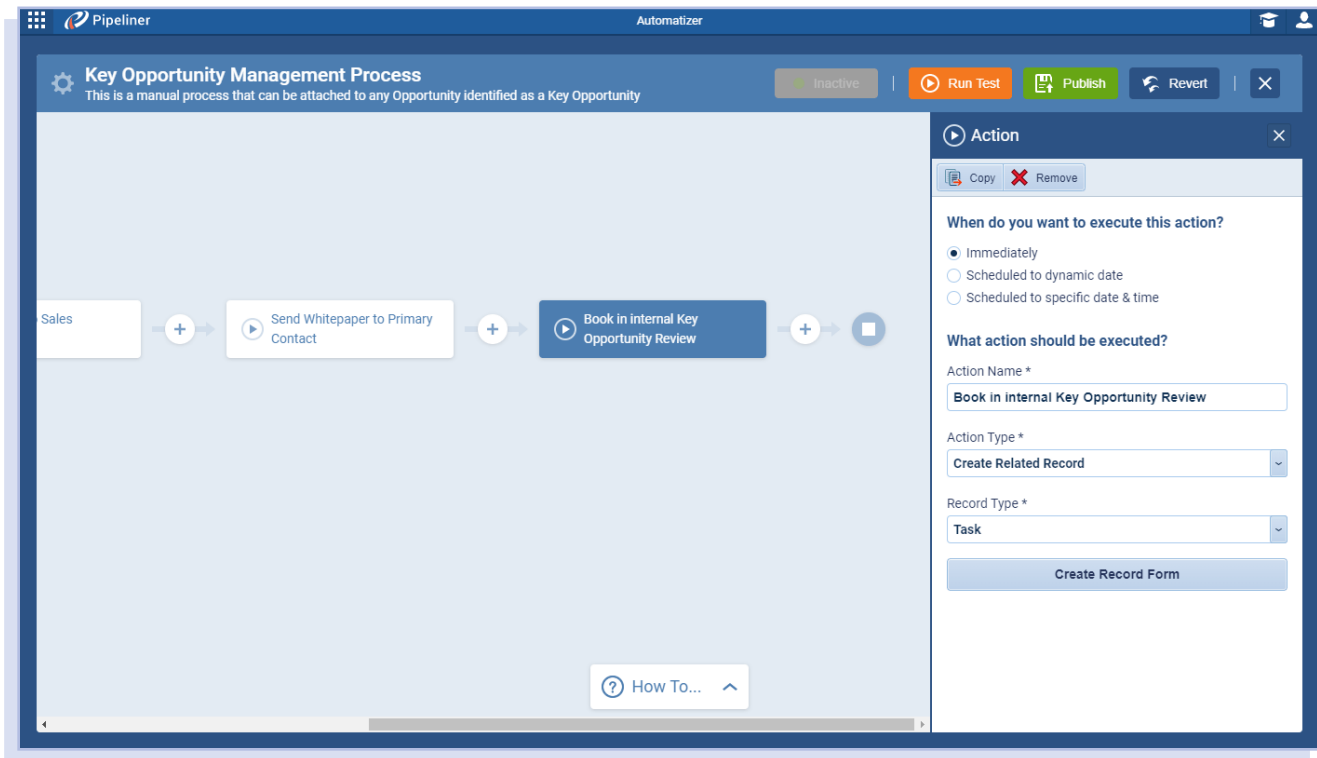 Pipeliner
Automatizer
Key Opportunity Management Process
This is a manual process that can be attached to any Opportunity identified as a Key Opportunity
Inactive
Run Test
Publish
Revert
Sales
Send Whitepaper to Primary
Contact
Book in internal Key
Opportunity Review
How To...
Action
Copy
Remove
When do you want to execute this action?
Immediately
Scheduled to dynamic date
Scheduled to specific date & time
What action should be executed?
Action Name *
Book in internal Key Opportunity Review
Action Type *
Create Related Record
Record Type *
Task
Create Record Form